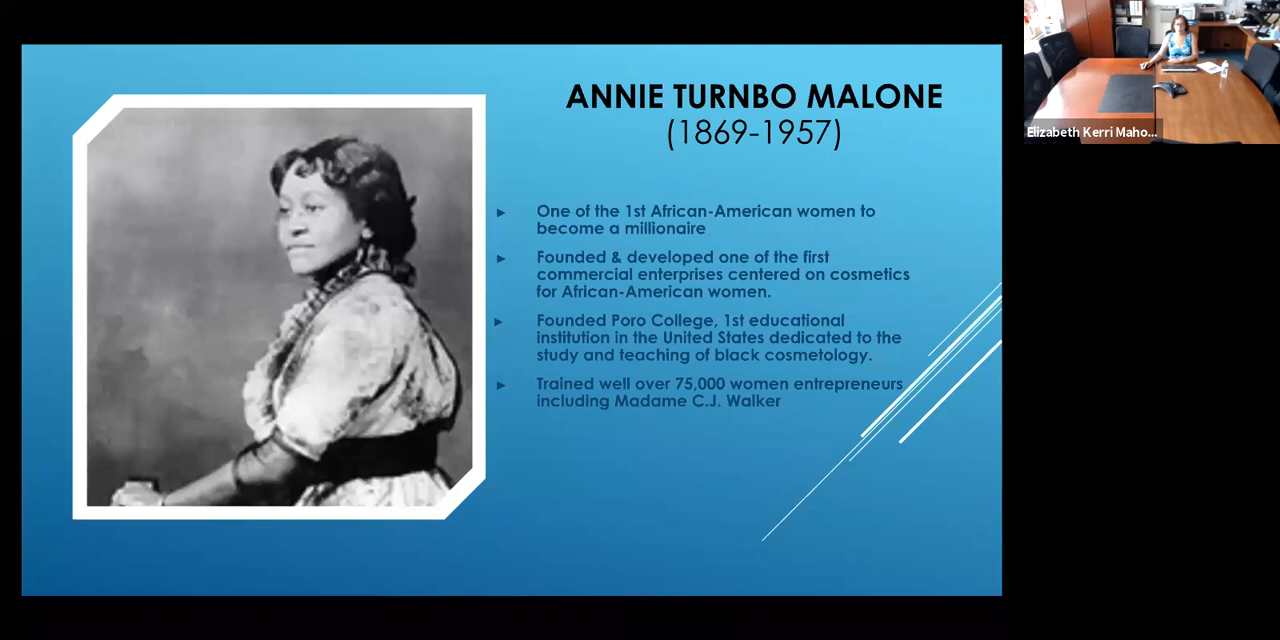 ANNIE TURNBO MALONE
(1869-1957)
One of the 1st African-American women to
become a millionaire
Founded & developed one of the first
commercial enterprises centered on cosmetics
for African-American women.
Founded Poro College, 1st educational
institution in the United States dedicated to the
study and teaching of black cosmetology.
Trained well over 75,000 women entrepreneurs
including Madame C.J. Walker
Elizabeth Kerri Maho...